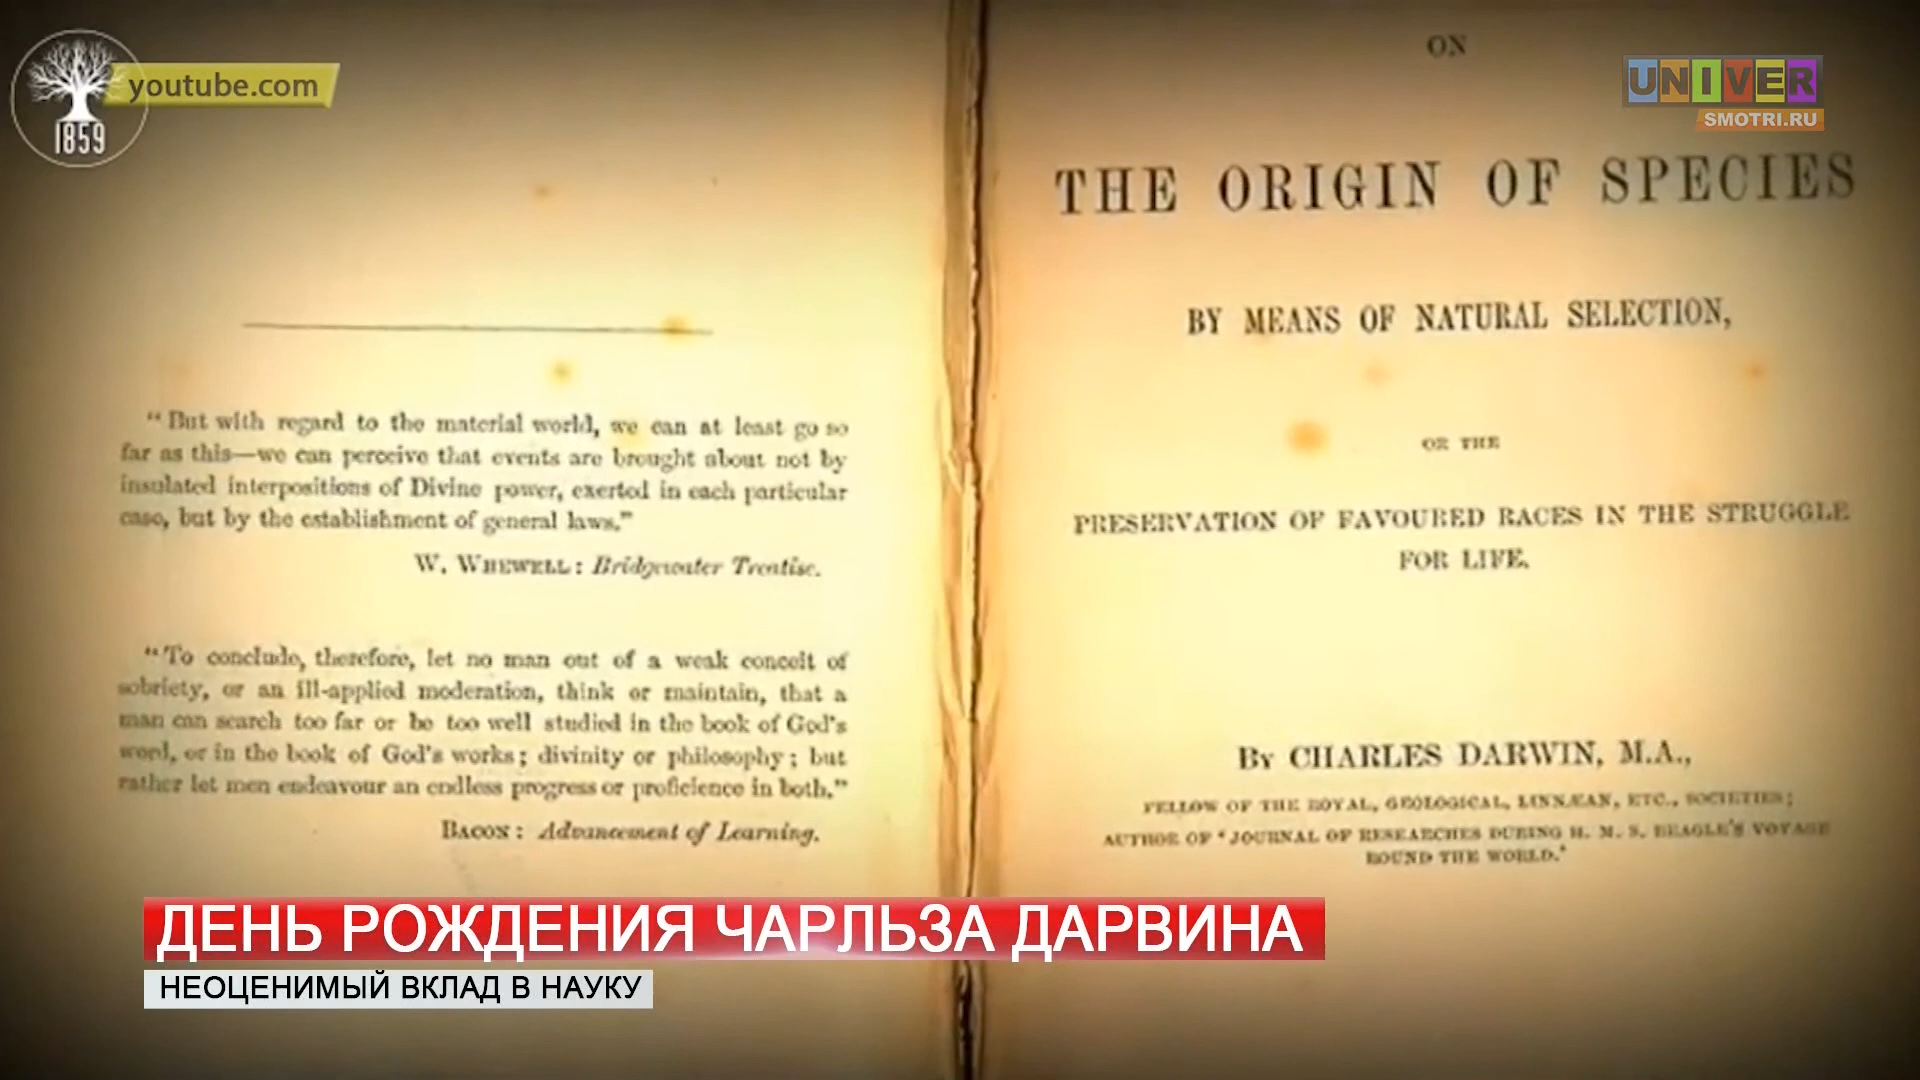 youtube.com
1859
UNIVER
SMOTRI.RU
"But with regard to the material world, we can at least go so
far as this—we can perceive that events are brought about not by
insulated interpositions of Divine power, exerted in each particular
case, but by the establishment of general laws."
W. WHEWELL: Bridgewater Treatise.
"To conclude, therefore, let no man out of a weak conceit of
sobriety, or an ill-applied moderation, think or maintain, that a
man can search too far or be too well studied in the book of God's
word, or in the book of God's works; divinity or philosophy; but
rather let men endeavour an endless progress or proficience in both."
BACON: Advancement of Learning.
ON
THE ORIGIN OF SPECIES
BY MEANS OF NATURAL SELECTION,
OR THE
PRESERVATION OF FAVOURED RACES IN THE STRUGGLE
FOR LIFE.
BY CHARLES DARWIN, M.A.,
FELLOW OF THE ROYAL, GEOLOGICAL, LINNÆAN, ETC., SOCIETIES;
AUTHOR OF 'JOURNAL OF RESEARCHES DURING H. M. S. BEAGLE'S VOYAGE
ROUND THE WORLD.'
ДЕНЬ РОЖДЕНИЯ ЧАРЛЬЗА ДАРВИНА
НЕОЦЕНИМЫЙ ВКЛАД В НАУКУ